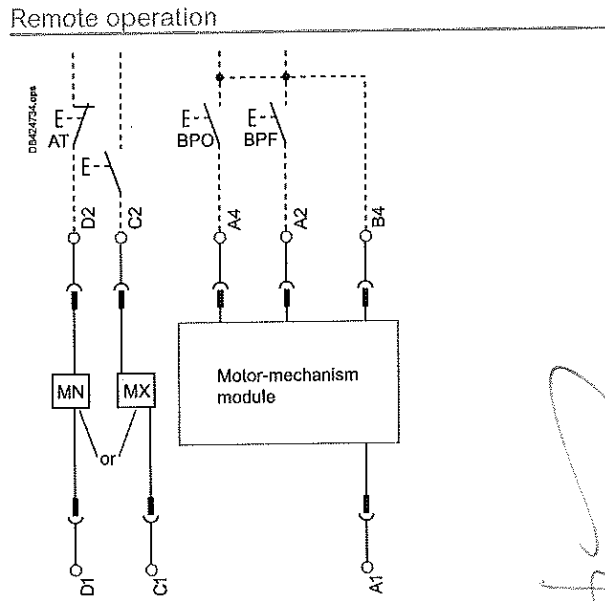 Remote operation
DB424734.eps
AT
BPO
BPF
D2
C2
A4
A2
B4
MN
MX
or
Motor-mechanism
module
D1
C1
A1